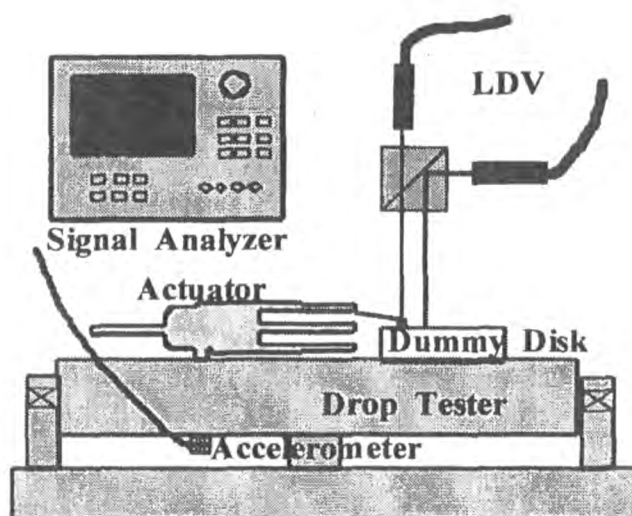 LDV
Signal Analyzer
Actuator
Dummy Disk
Drop Tester
Accelerometer